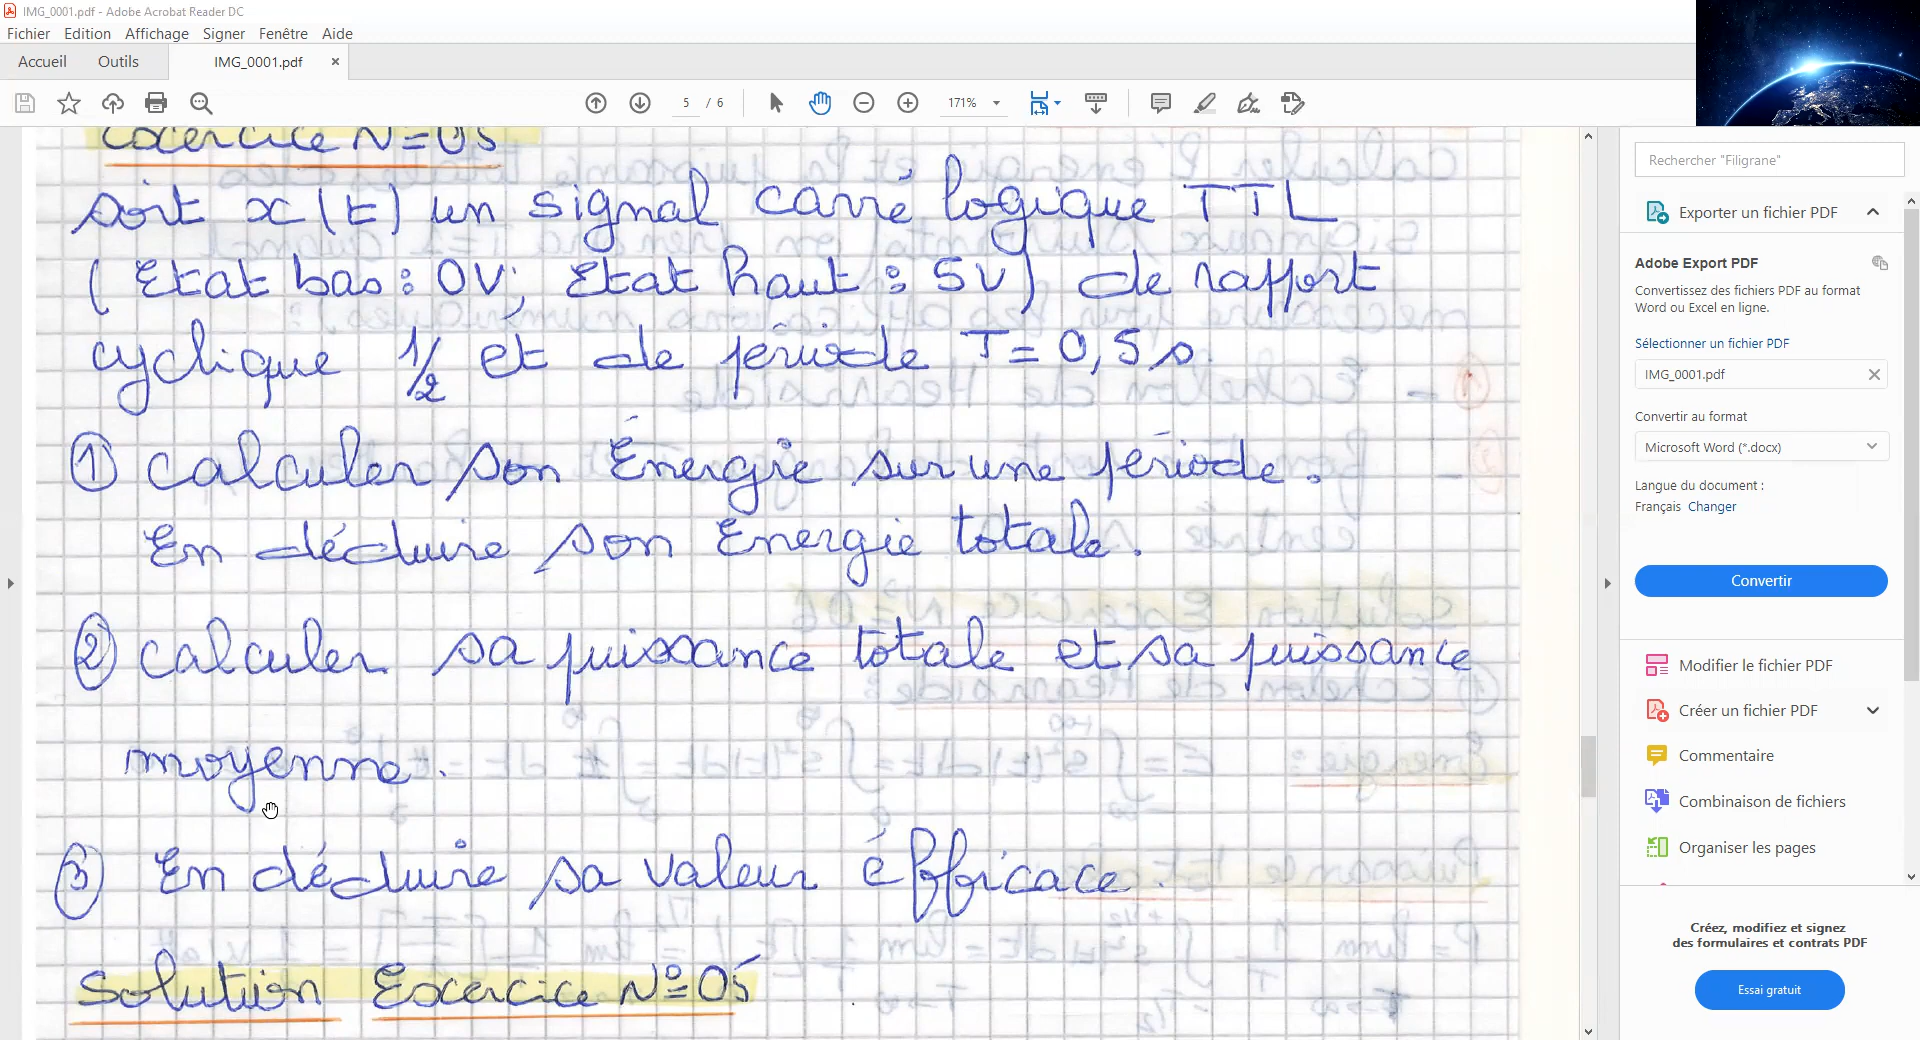 IMG_0001.pdf - Adobe Acrobat Reader DC
Fichier Edition Affichage Signer Fenêtre Aide
Accueil Outils IMG_0001.pdf ×
5 / 6 171%
Exercice N=05
soit x(t) un signal carré logique TTL
( Etat bas : 0V; Etat haut : 5V) de rapport
cyclique 1/2 et de période T = 0,5 s.
① calculer son Énergie sur une période.
En déduire son Energie totale.
② calculer sa puissance totale et sa puissance
moyenne.
③ En déduire sa valeur éfficace.
Solution Exercice N°=05
Rechercher "Filigrane"
Exporter un fichier PDF
Adobe Export PDF
Convertissez des fichiers PDF au format
Word ou Excel en ligne.
Sélectionner un fichier PDF
IMG_0001.pdf
Convertir au format
Microsoft Word (*.docx)
Langue du document :
Français Changer
Convertir
Modifier le fichier PDF
Créer un fichier PDF
Commentaire
Combinaison de fichiers
Organiser les pages
Créez, modifiez et signez
des formulaires et contrats PDF
Essai gratuit